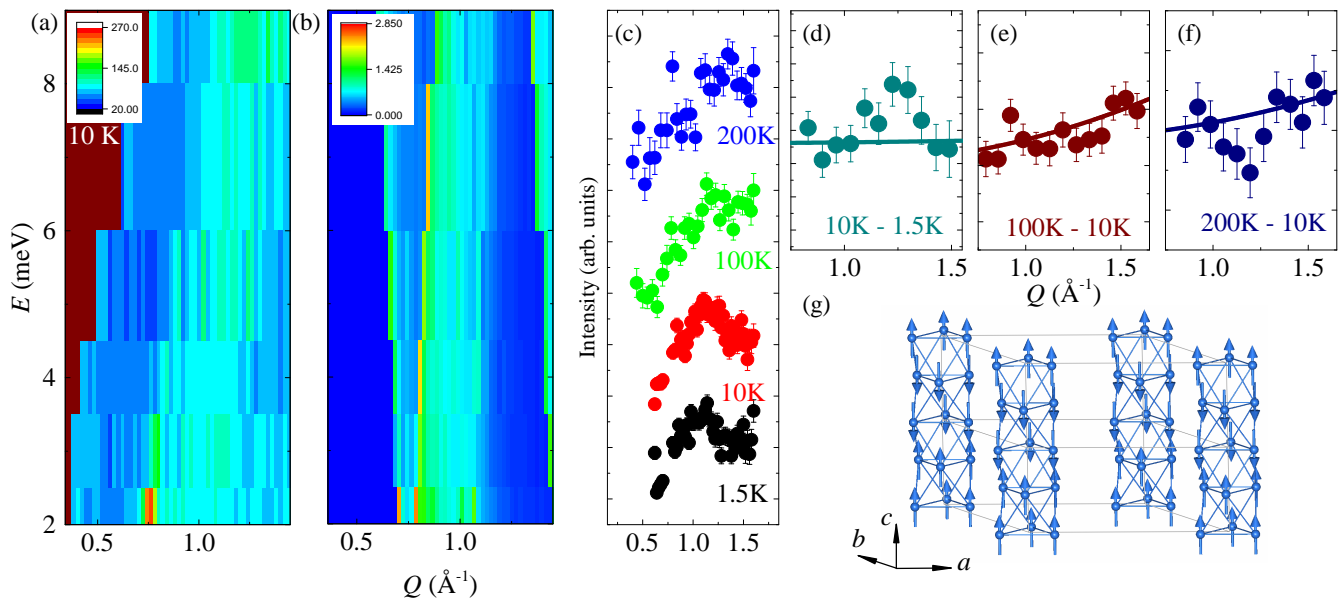 (a)
270.0
145.0
20.00
10 K
8
6
4
2
E (meV)
0.5
1.0
(b)
2.850
1.425
0.000
0.5
1.0
Q (Å⁻¹)
(c)
200K
100K
10K
1.5K
Intensity (arb. units)
0.5
1.0
1.5
(d)
10K - 1.5K
1.0
1.5
(e)
100K - 10K
1.0
1.5
(f)
200K - 10K
1.0
1.5
Q (Å⁻¹)
(g)
c
b
a